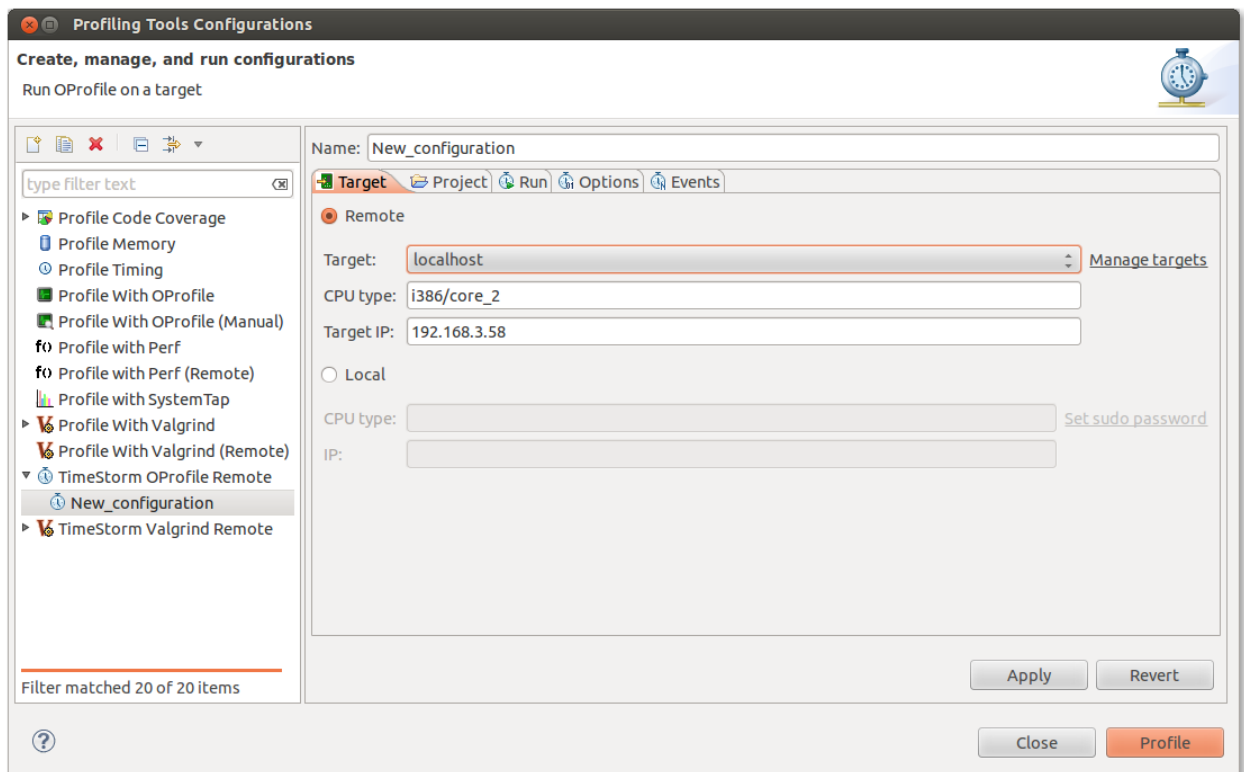 Profiling Tools Configurations
Create, manage, and run configurations
Run OProfile on a target
type filter text
Profile Code Coverage
Profile Memory
Profile Timing
Profile With OProfile
Profile With OProfile (Manual)
Profile with Perf
Profile with Perf (Remote)
Profile with SystemTap
Profile With Valgrind
Profile With Valgrind (Remote)
TimeStorm OProfile Remote
New_configuration
TimeStorm Valgrind Remote
Filter matched 20 of 20 items
Name: New_configuration
Target Project Run Options Events
Remote
Target: localhost Manage targets
CPU type: i386/core_2
Target IP: 192.168.3.58
Local
CPU type: Set sudo password
IP:
Apply Revert
Close Profile